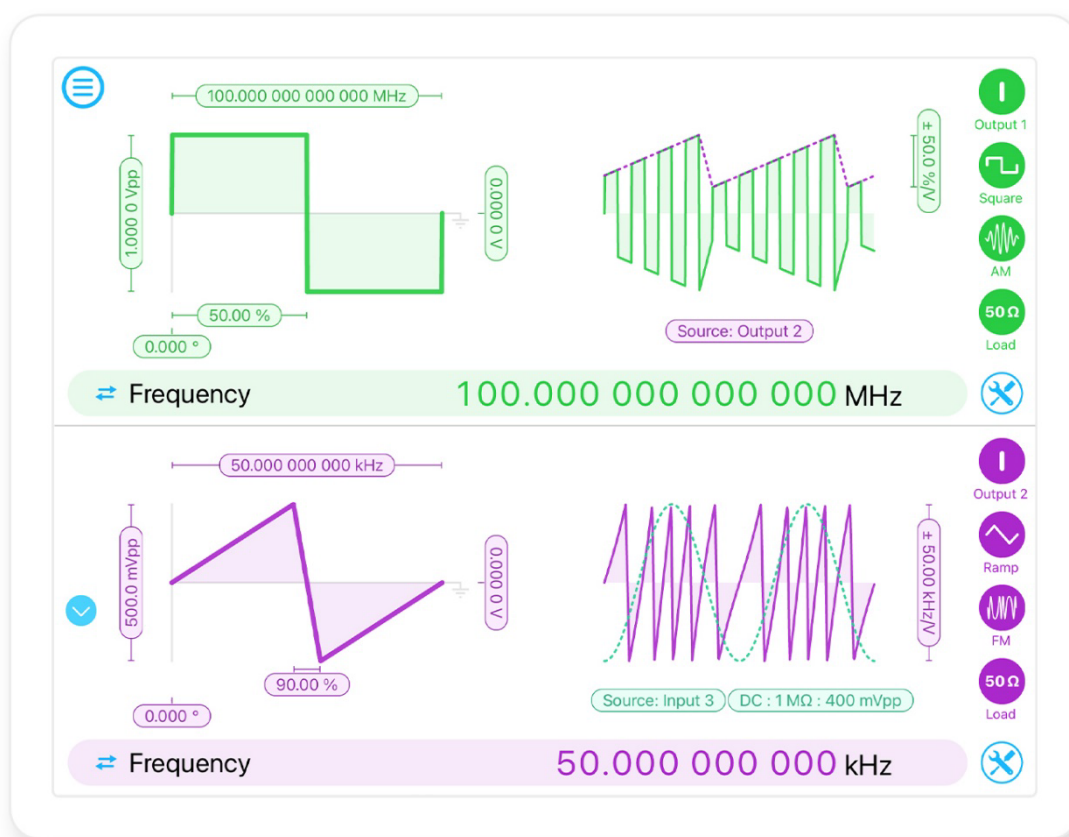 100.000 000 000 000 MHz
1.000 0 Vpp
0.000 0 V
50.00 %
0.000 °
± 50.0 %/V
Source: Output 2
Output 1
Square
AM
50 Ω
Load
Frequency 100.000 000 000 000 MHz
50.000 000 000 kHz
500.0 mVpp
0.000 0 V
90.00 %
0.000 °
± 50.00 kHz/V
Source: Input 3 DC : 1 MΩ : 400 mVpp
Output 2
Ramp
FM
50 Ω
Load
Frequency 50.000 000 000 kHz